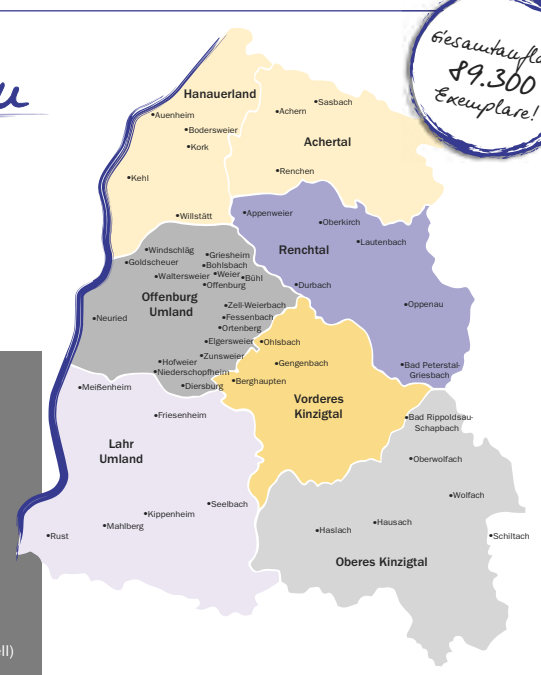 Gesamtaufla
89.300
Exemplare!
Hanauerland
•Auenheim
•Bodersweier
•Kork
•Kehl
•Willstätt
•Sasbach
•Achern
Achertal
•Renchen
•Appenweier
•Oberkirch
•Lautenbach
Renchtal
•Durbach
•Oppenau
•Bad Peterstal-
Griesbach
•Windschläg
•Goldscheuer
•Griesheim
•Bohlsbach
•Waltersweier
•Weier
•Bühl
•Offenburg
Offenburg
Umland
•Zell-Weierbach
•Fessenbach
•Ortenberg
•Neuried
•Elgersweier
•Zunsweier
•Hofweier
•Niederschopfheim
•Diersburg
•Ohlsbach
•Gengenbach
•Berghaupten
Vorderes
Kinzigtal
•Meißenheim
•Friesenheim
Lahr
Umland
•Seelbach
•Kippenheim
•Mahlberg
•Rust
•Bad Rippoldsau-
Schapbach
•Oberwolfach
•Wolfach
•Hausach
•Haslach
•Schiltach
Oberes Kinzigtal
ell)